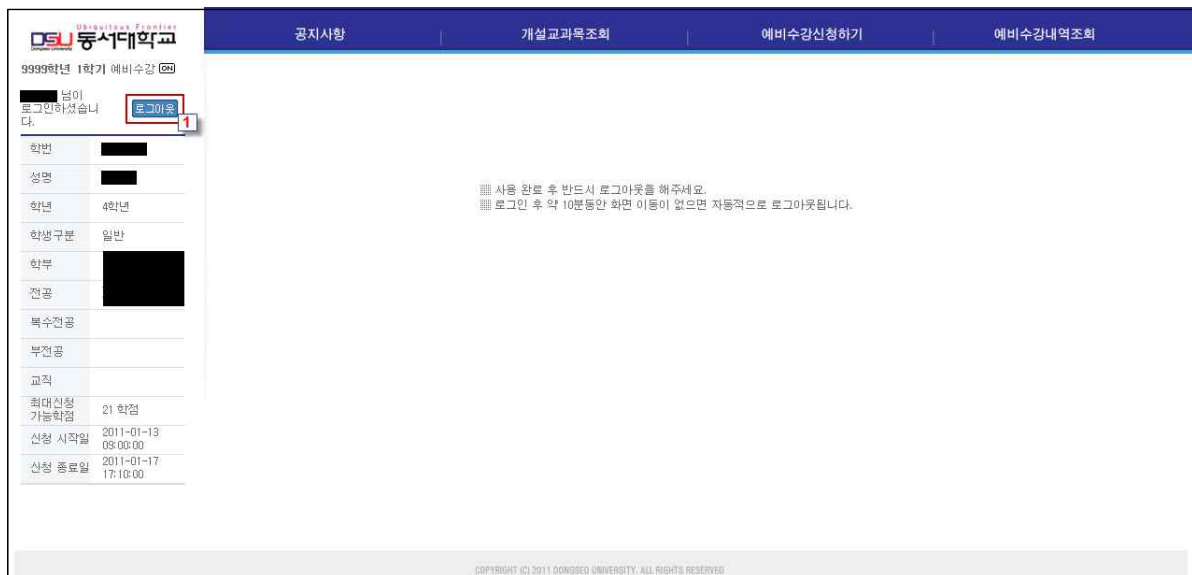 Ubiquitous Frontier
DSU 동서대학교
Dongseo University
공지사항 | 개설교과목조회 | 예비수강신청하기 | 예비수강내역조회
9999학년 1학기 예비수강 ON
님이
로그인하셨습니
다.
로그아웃
1
학번
성명
학년 4학년
학생구분 일반
학부
전공
복수전공
부전공
교직
최대신청
가능학점 21 학점
신청 시작일 2011-01-13
09:00:00
신청 종료일 2011-01-17
17:10:00
사용 완료 후 반드시 로그아웃을 해주세요.
로그인 후 약 10분동안 화면 이동이 없으면 자동적으로 로그아웃됩니다.
COPYRIGHT (C) 2011 DONGSEO UNIVERSITY. ALL RIGHTS RESERVED